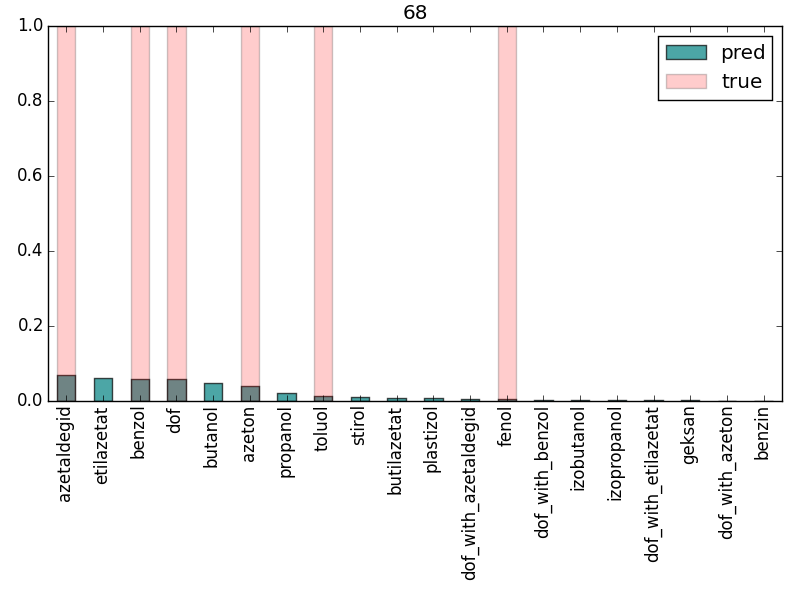 68
1.0
0.8
0.6
0.4
0.2
0.0
pred
true
azetaldegid
etilazetat
benzol
dof
butanol
azeton
propanol
toluol
stirol
butilazetat
plastizol
dof_with_azetaldegid
fenol
dof_with_benzol
izobutanol
izopropanol
dof_with_etilazetat
geksan
dof_with_azeton
benzin